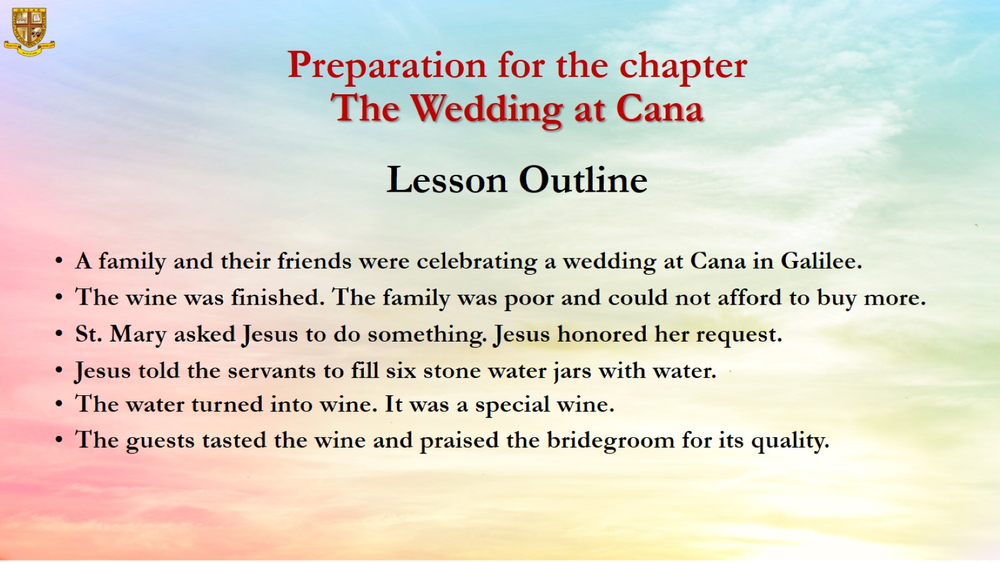 Preparation for the chapter
The Wedding at Cana
Lesson Outline
• A family and their friends were celebrating a wedding at Cana in Galilee.
• The wine was finished. The family was poor and could not afford to buy more.
• St. Mary asked Jesus to do something. Jesus honored her request.
• Jesus told the servants to fill six stone water jars with water.
• The water turned into wine. It was a special wine.
• The guests tasted the wine and praised the bridegroom for its quality.